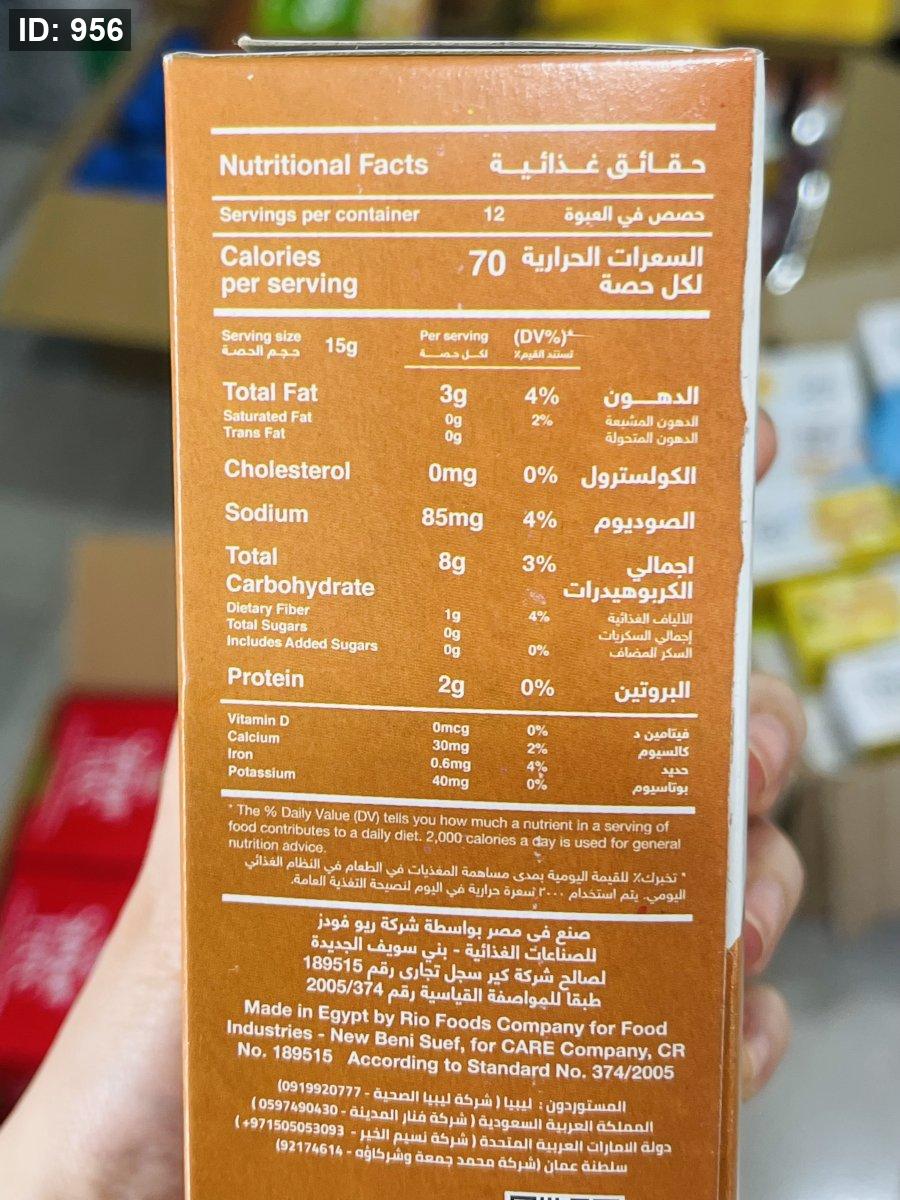 ID: 956
Nutritional Facts حقائق غذائية
Servings per container 12 حصص في العبوة
Calories per serving 70 السعرات الحرارية لكل حصة
Serving size 15g Per serving (DV%)*
حجم الحصة لكل حصة تستند القيم٪
Total Fat 3g 4% الدهون
Saturated Fat 0g 2% الدهون المشبعة
Trans Fat 0g الدهون المتحولة
Cholesterol 0mg 0% الكولسترول
Sodium 85mg 4% الصوديوم
Total Carbohydrate 8g 3% اجمالي الكربوهيدرات
Dietary Fiber 1g 4% الألياف الغذائية
Total Sugars 0g إجمالي السكريات
Includes Added Sugars 0g 0% السكر المضاف
Protein 2g 0% البروتين
Vitamin D 0mcg 0% فيتامين د
Calcium 30mg 2% كالسيوم
Iron 0.6mg 4% حديد
Potassium 40mg 0% بوتاسيوم
* The % Daily Value (DV) tells you how much a nutrient in a serving of
food contributes to a daily diet. 2,000 calories a day is used for general
nutrition advice.
* تخبرك٪ للقيمة اليومية بمدى مساهمة المغذيات في الطعام في النظام الغذائي
اليومي. يتم استخدام ٢٠٠٠ سعرة حرارية في اليوم لنصيحة التغذية العامة.
صنع في مصر بواسطة شركة ريو فودز
للصناعات الغذائية - بني سويف الجديدة
لصالح شركة كير سجل تجارى رقم 189515
طبقا للمواصفة القياسية رقم 2005/374
Made in Egypt by Rio Foods Company for Food
Industries - New Beni Suef, for CARE Company, CR
No. 189515 According to Standard No. 374/2005
المستوردون : ليبيا ( شركة ليبيا الصحية - 0919920777)
المملكة العربية السعودية ( شركة فنار المدينة - 0597490430 )
دولة الامارات العربية المتحدة ( شركة نسيم الخير - 971505053093+ )
سلطنة عمان (شركة محمد جمعة وشركاؤه - 92174614)